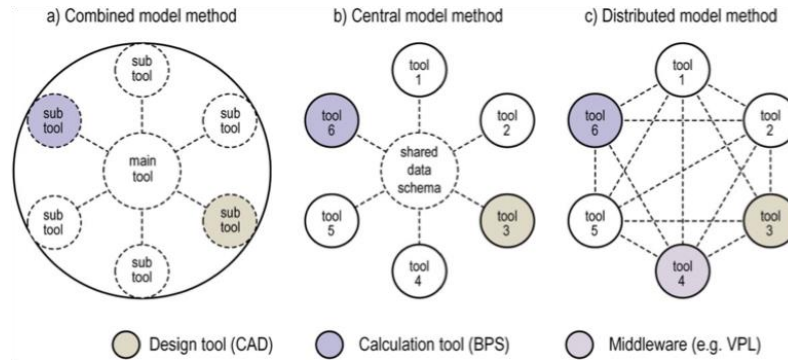 a) Combined model method
b) Central model method
c) Distributed model method
sub
tool
sub
tool
sub
tool
main
tool
sub
tool
sub
tool
sub
tool
tool
1
tool
6
tool
2
shared
data
schema
tool
5
tool
3
tool
4
tool
1
tool
6
tool
2
tool
5
tool
3
tool
4
Design tool (CAD)
Calculation tool (BPS)
Middleware (e.g. VPL)